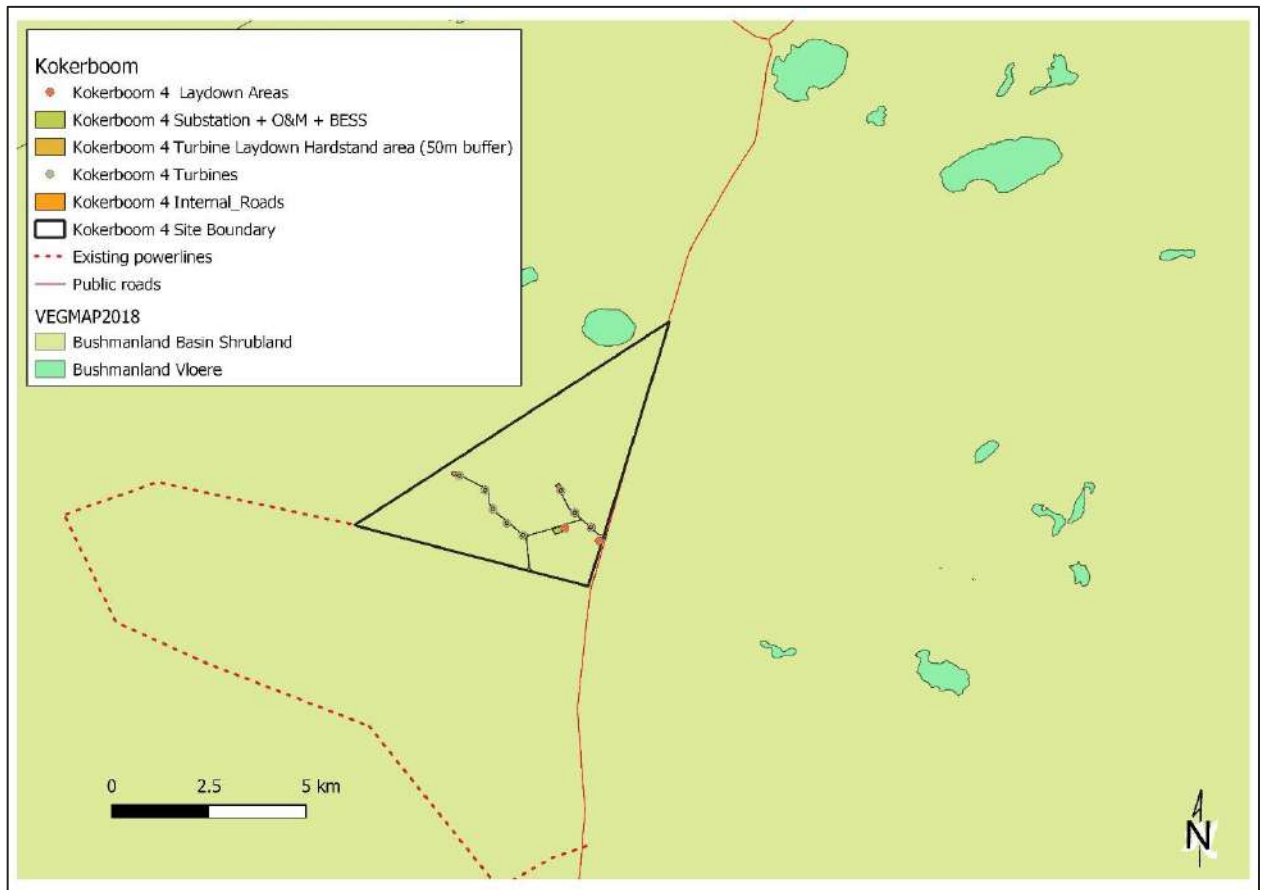 Kokerboom
Kokerboom 4 Laydown Areas
Kokerboom 4 Substation + O&M + BESS
Kokerboom 4 Turbine Laydown Hardstand area (50m buffer)
Kokerboom 4 Turbines
Kokerboom 4 Internal_Roads
Kokerboom 4 Site Boundary
Existing powerlines
Public roads
VEGMAP2018
Bushmanland Basin Shrubland
Bushmanland Vloere
0 2.5 5 km
N